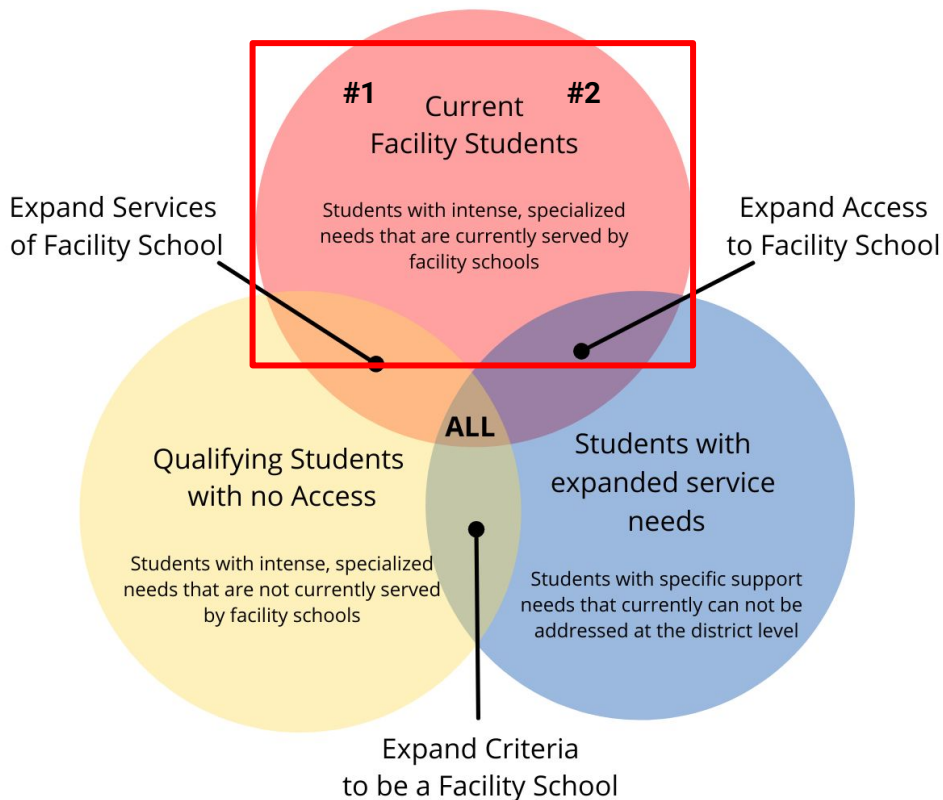 #1
#2
Current
Facility Students
Students with intense, specialized
needs that are currently served by
facility schools
Expand Services
of Facility School
Expand Access
to Facility School
ALL
Qualifying Students
with no Access
Students with intense, specialized
needs that are not currently served
by facility schools
Students with
expanded service
needs
Students with specific support
needs that currently can not be
addressed at the district level
Expand Criteria
to be a Facility School